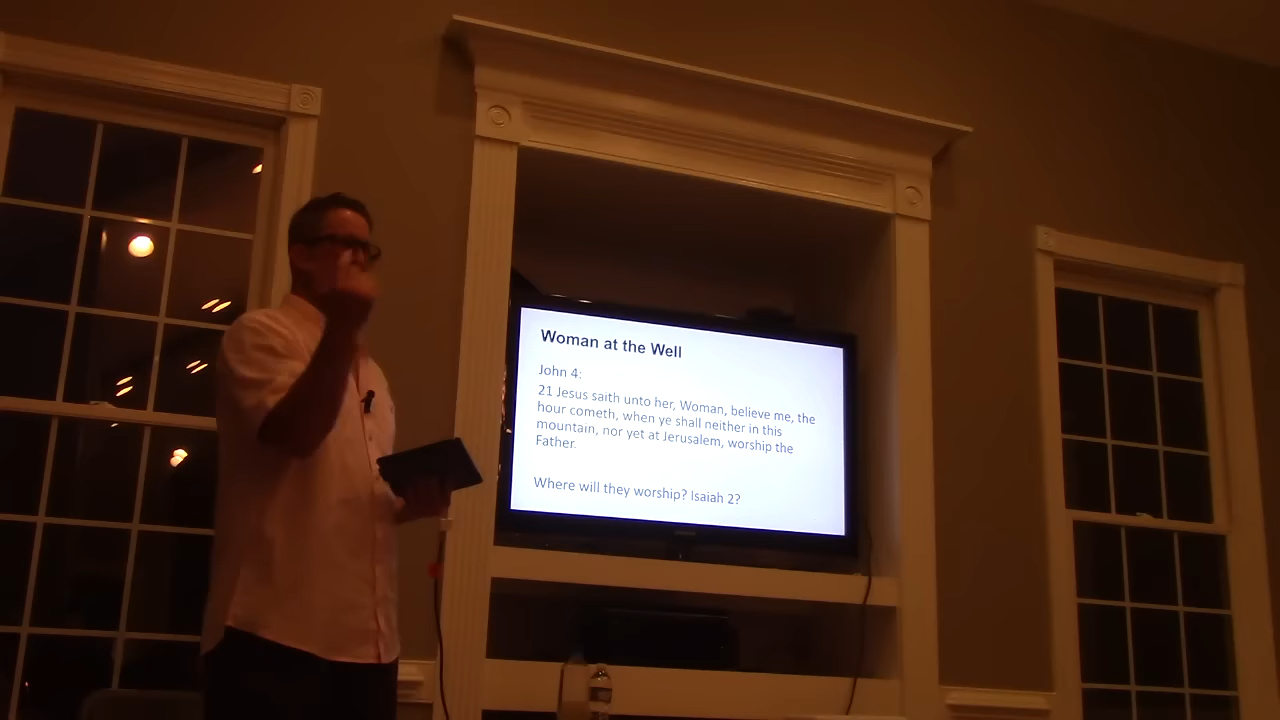 Woman at the Well
John 4:
21 Jesus saith unto her, Woman, believe me, the
hour cometh, when ye shall neither in this
mountain, nor yet at Jerusalem, worship the
Father.
Where will they worship? Isaiah 2?